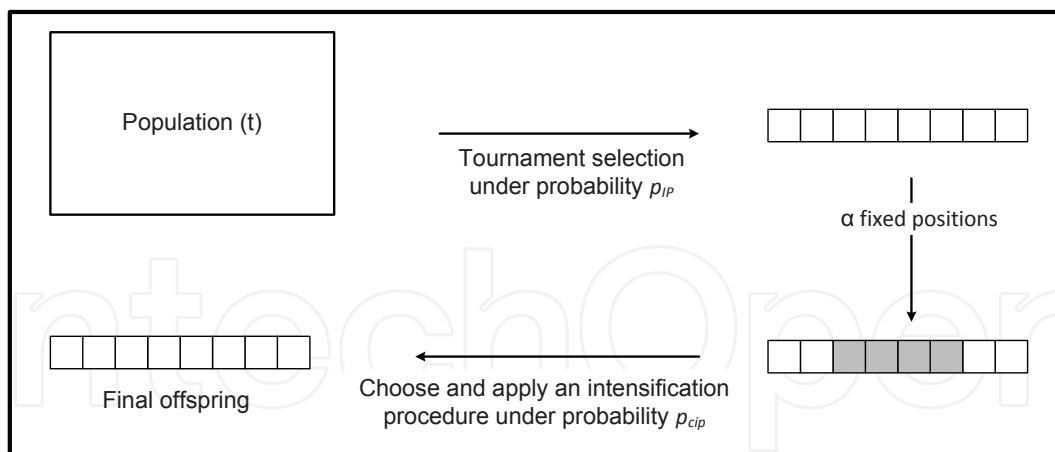 Population (t)
Tournament selection
under probability p_IP
α fixed positions
Choose and apply an intensification
procedure under probability p_cip
Final offspring
ntechOpen